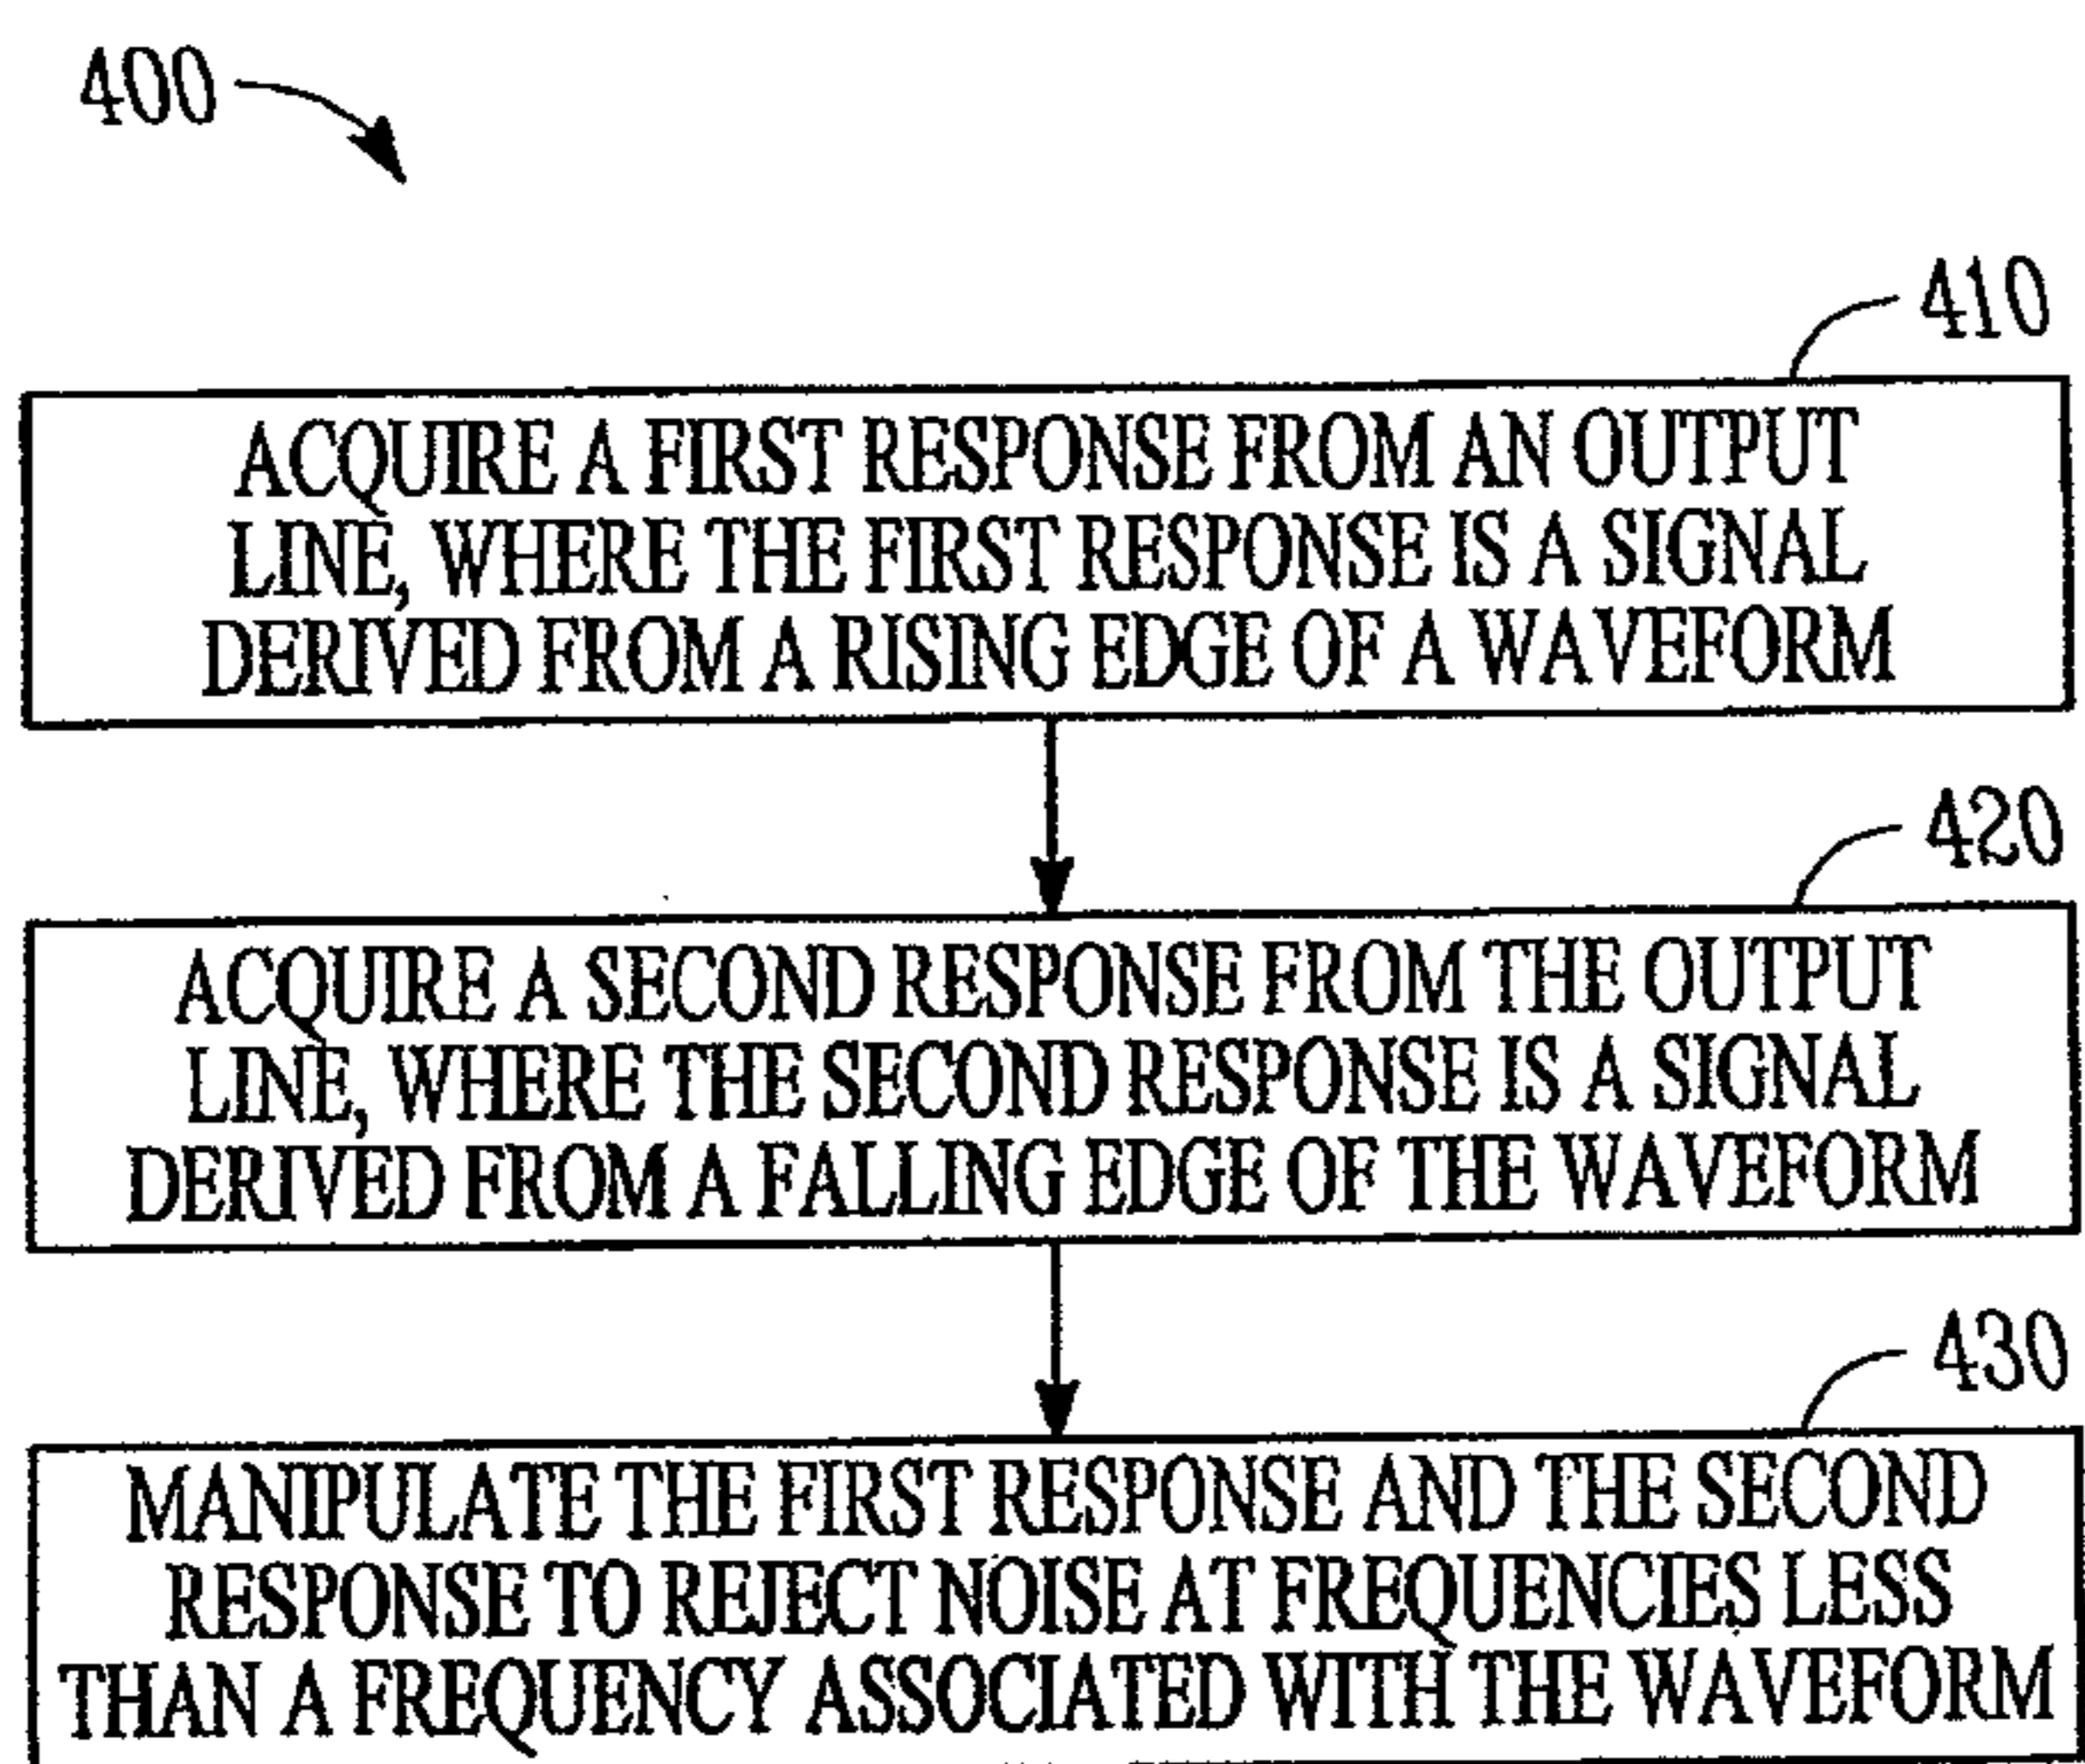 400
410
ACQUIRE A FIRST RESPONSE FROM AN OUTPUT
LINE, WHERE THE FIRST RESPONSE IS A SIGNAL
DERIVED FROM A RISING EDGE OF A WAVEFORM
420
ACQUIRE A SECOND RESPONSE FROM THE OUTPUT
LINE, WHERE THE SECOND RESPONSE IS A SIGNAL
DERIVED FROM A FALLING EDGE OF THE WAVEFORM
430
MANIPULATE THE FIRST RESPONSE AND THE SECOND
RESPONSE TO REJECT NOISE AT FREQUENCIES LESS
THAN A FREQUENCY ASSOCIATED WITH THE WAVEFORM